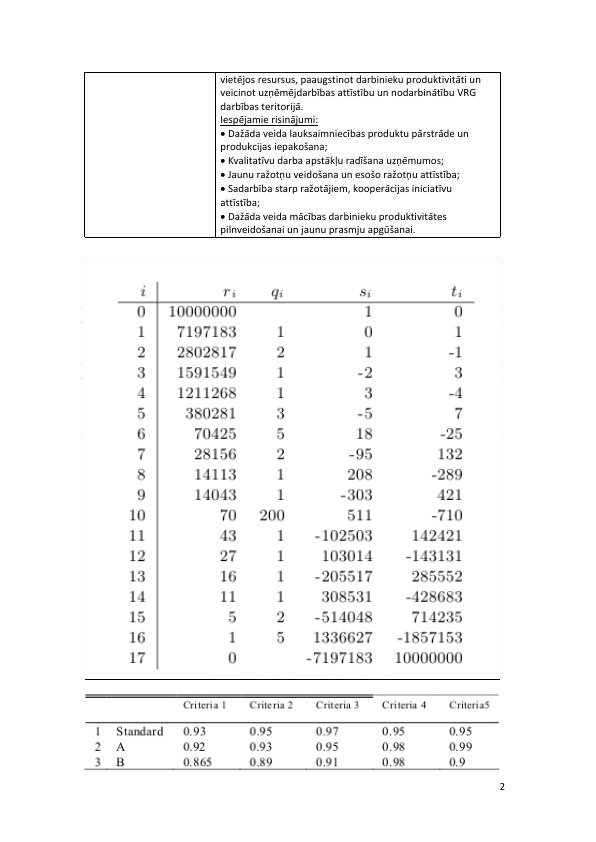 vietējos resursus, paaugstinot darbinieku produktivitāti un
veicinot uzņēmējdarbības attīstību un nodarbinātību VRG
darbības teritorijā.
Iespējamie risinājumi:
• Dažāda veida lauksaimniecības produktu pārstrāde un
produkcijas iepakošana;
• Kvalitatīvu darba apstākļu radīšana uzņēmumos;
• Jaunu ražotņu veidošana un esošo ražotņu attīstība;
• Sadarbība starp ražotājiem, kooperācijas iniciatīvu
attīstība;
• Dažāda veida mācības darbinieku produktivitātes
pilnveidošanai un jaunu prasmju apgūšanai.
i r_i q_i s_i t_i
0 10000000 1 0
1 7197183 1 0 1
2 2802817 2 1 -1
3 1591549 1 -2 3
4 1211268 1 3 -4
5 380281 3 -5 7
6 70425 5 18 -25
7 28156 2 -95 132
8 14113 1 208 -289
9 14043 1 -303 421
10 70 200 511 -710
11 43 1 -102503 142421
12 27 1 103014 -143131
13 16 1 -205517 285552
14 11 1 308531 -428683
15 5 2 -514048 714235
16 1 5 1336627 -1857153
17 0 -7197183 10000000
Criteria 1 Criteria 2 Criteria 3 Criteria 4 Criteria5
1 Standard 0.93 0.95 0.97 0.95 0.95
2 A 0.92 0.93 0.95 0.98 0.99
3 B 0.865 0.89 0.91 0.98 0.9
2